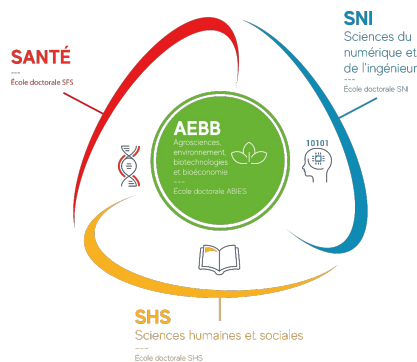 SANTÉ
---
École doctorale SFS
SNI
Sciences du
numérique et
de l'ingénieur
---
École doctorale SNI
AEBB
Agrosciences,
environnement,
biotechnologies
et bioéconomie
---
École doctorale ABIES
10101
SHS
Sciences humaines et sociales
---
École doctorale SHS